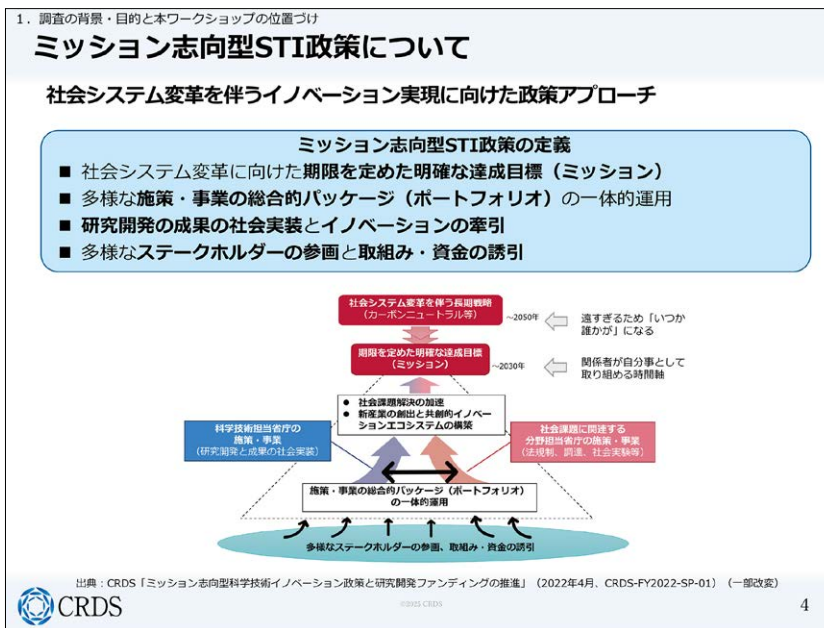 １．調査の背景・目的と本ワークショップの位置づけ
ミッション志向型STI政策について
社会システム変革を伴うイノベーション実現に向けた政策アプローチ
ミッション志向型STI政策の定義
■ 社会システム変革に向けた期限を定めた明確な達成目標（ミッション）
■ 多様な施策・事業の総合的パッケージ（ポートフォリオ）の一体的運用
■ 研究開発の成果の社会実装とイノベーションの牽引
■ 多様なステークホルダーの参画と取組み・資金の誘引
社会システム変革を伴う長期戦略
（カーボンニュートラル等）
～2050年
遠すぎるため「いつか
誰かが」になる
期限を定めた明確な達成目標
（ミッション）
～2030年
関係者が自分事として
取り組める時間軸
● 社会課題解決の加速
● 新産業の創出と共創的イノベー
ションエコシステムの構築
科学技術担当省庁の
施策・事業
（研究開発と成果の社会実装）
社会課題に関連する
分野担当省庁の施策・事業
（法規制、調達、社会実験等）
施策・事業の総合的パッケージ（ポートフォリオ）
の一体的運用
多様なステークホルダーの参画、取組み・資金の誘引
出典：CRDS「ミッション志向型科学技術イノベーション政策と研究開発ファンディングの推進」（2022年4月、CRDS-FY2022-SP-01）（一部改変）
CRDS
©2025 CRDS
4